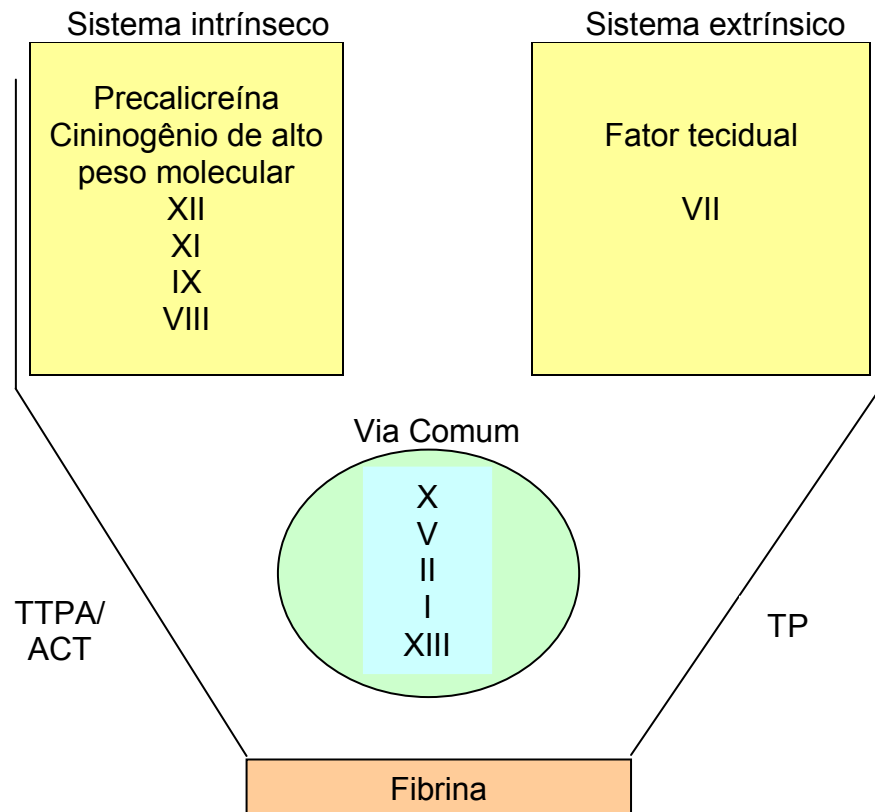 Sistema intrínseco
Precalicreína
Cininogênio de alto
peso molecular
XII
XI
IX
VIII
Sistema extrínsico
Fator tecidual
VII
Via Comum
X
V
II
I
XIII
TTPA/
ACT
TP
Fibrina